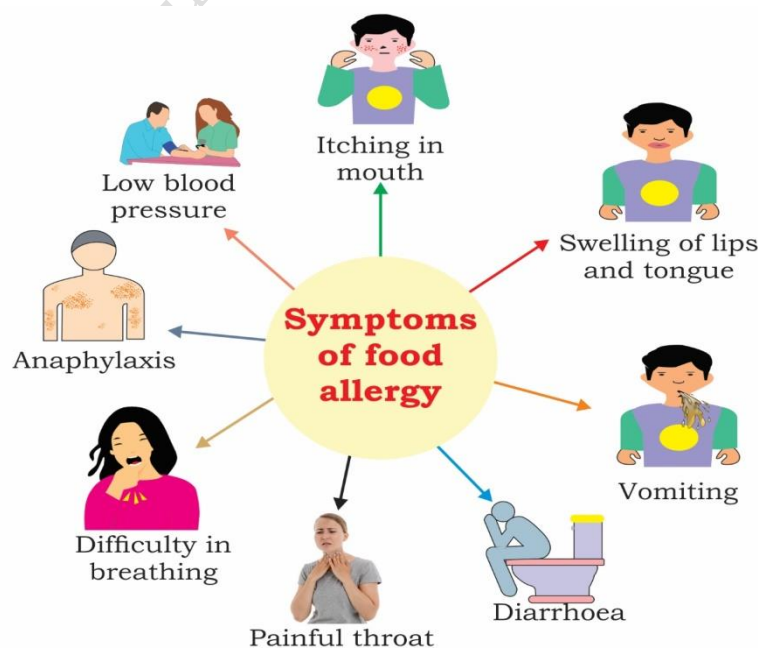 Itching in
mouth
Low blood
pressure
Swelling of lips
and tongue
Symptoms
of food
allergy
Anaphylaxis
Vomiting
Difficulty in
breathing
Diarrhoea
Painful throat